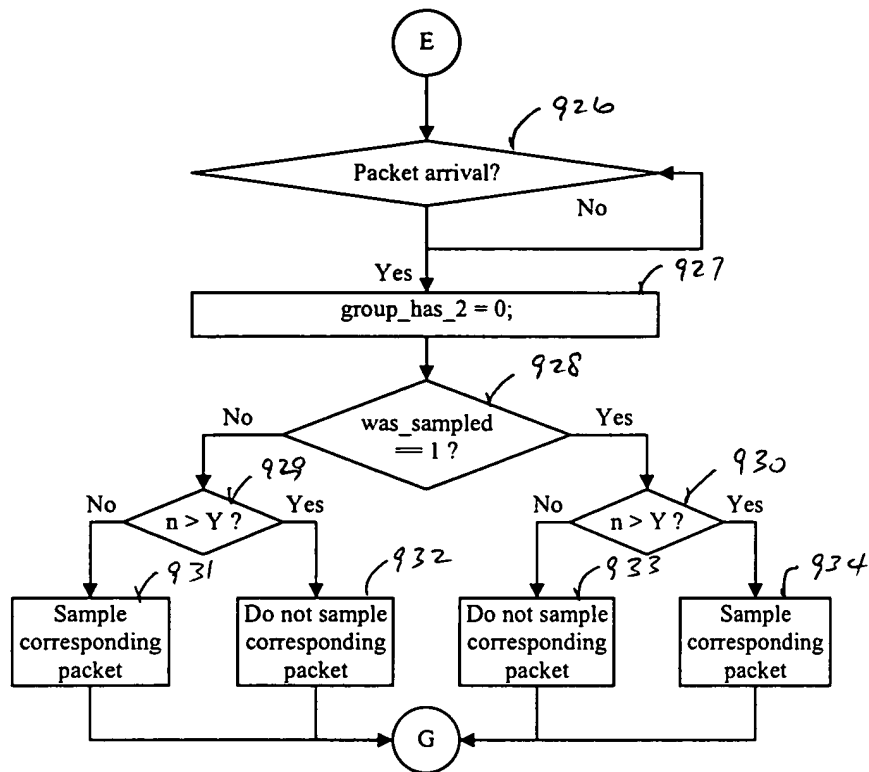 E
926
Packet arrival?
No
Yes
927
group_has_2 = 0;
928
No
was_sampled
== 1 ?
Yes
929
No
n > Y ?
Yes
930
No
n > Y ?
Yes
931
932
933
934
Sample
corresponding
packet
Do not sample
corresponding
packet
Do not sample
corresponding
packet
Sample
corresponding
packet
G